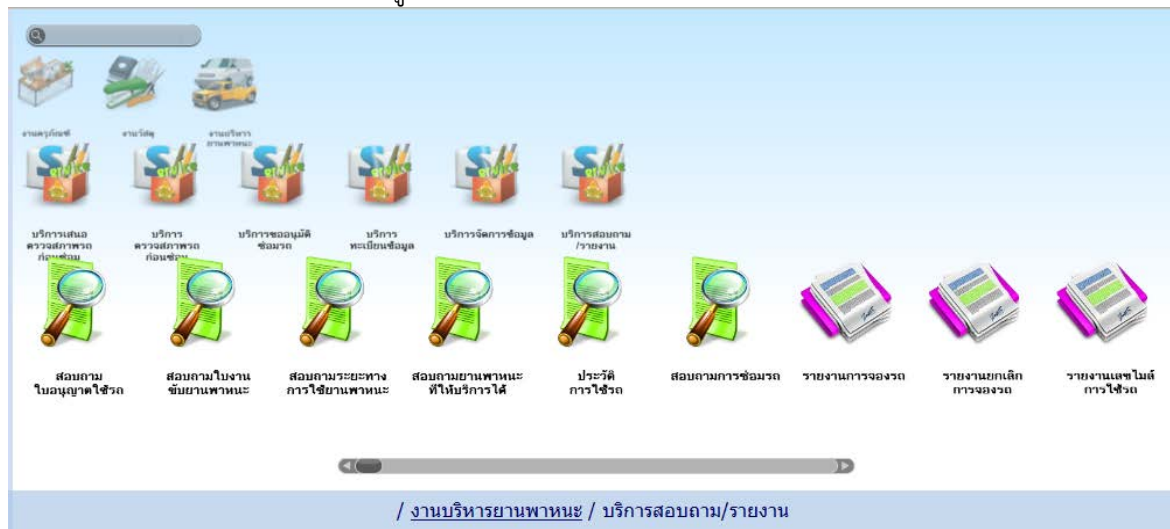 งานครุภัณฑ์ งานวัสดุ งานบริหาร
ยานพาหนะ
บริการเสนอ บริการ บริการขออนุมัติ บริการ บริการจัดการข้อมูล บริการสอบถาม
ตรวจสภาพรถ ตรวจสภาพรถ ซ่อมรถ ทะเบียนข้อมูล /รายงาน
ก่อนซ่อม ก่อนซ่อม
สอบถาม สอบถามใบงาน สอบถามระยะทาง สอบถามยานพาหนะ ประวัติ สอบถามการซ่อมรถ รายงานการจองรถ รายงานยกเลิก รายงานเลขไมล์
ใบอนุญาตใช้รถ ขับยานพาหนะ การใช้ยานพาหนะ ที่ให้บริการได้ การใช้รถ การจองรถ การใช้รถ
/ งานบริหารยานพาหนะ / บริการสอบถาม/รายงาน